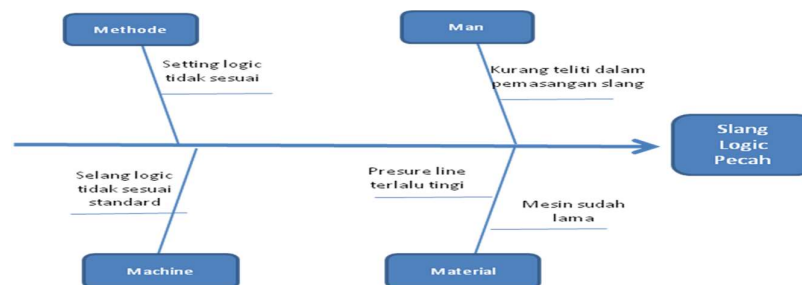 Methode
Man
Setting logic
tidak sesuai
Kurang teliti dalam
pemasangan slang
Slang
Logic
Pecah
Selang logic
tidak sesuai
standard
Presure line
terlalu tingi
Mesin sudah
lama
Machine
Material